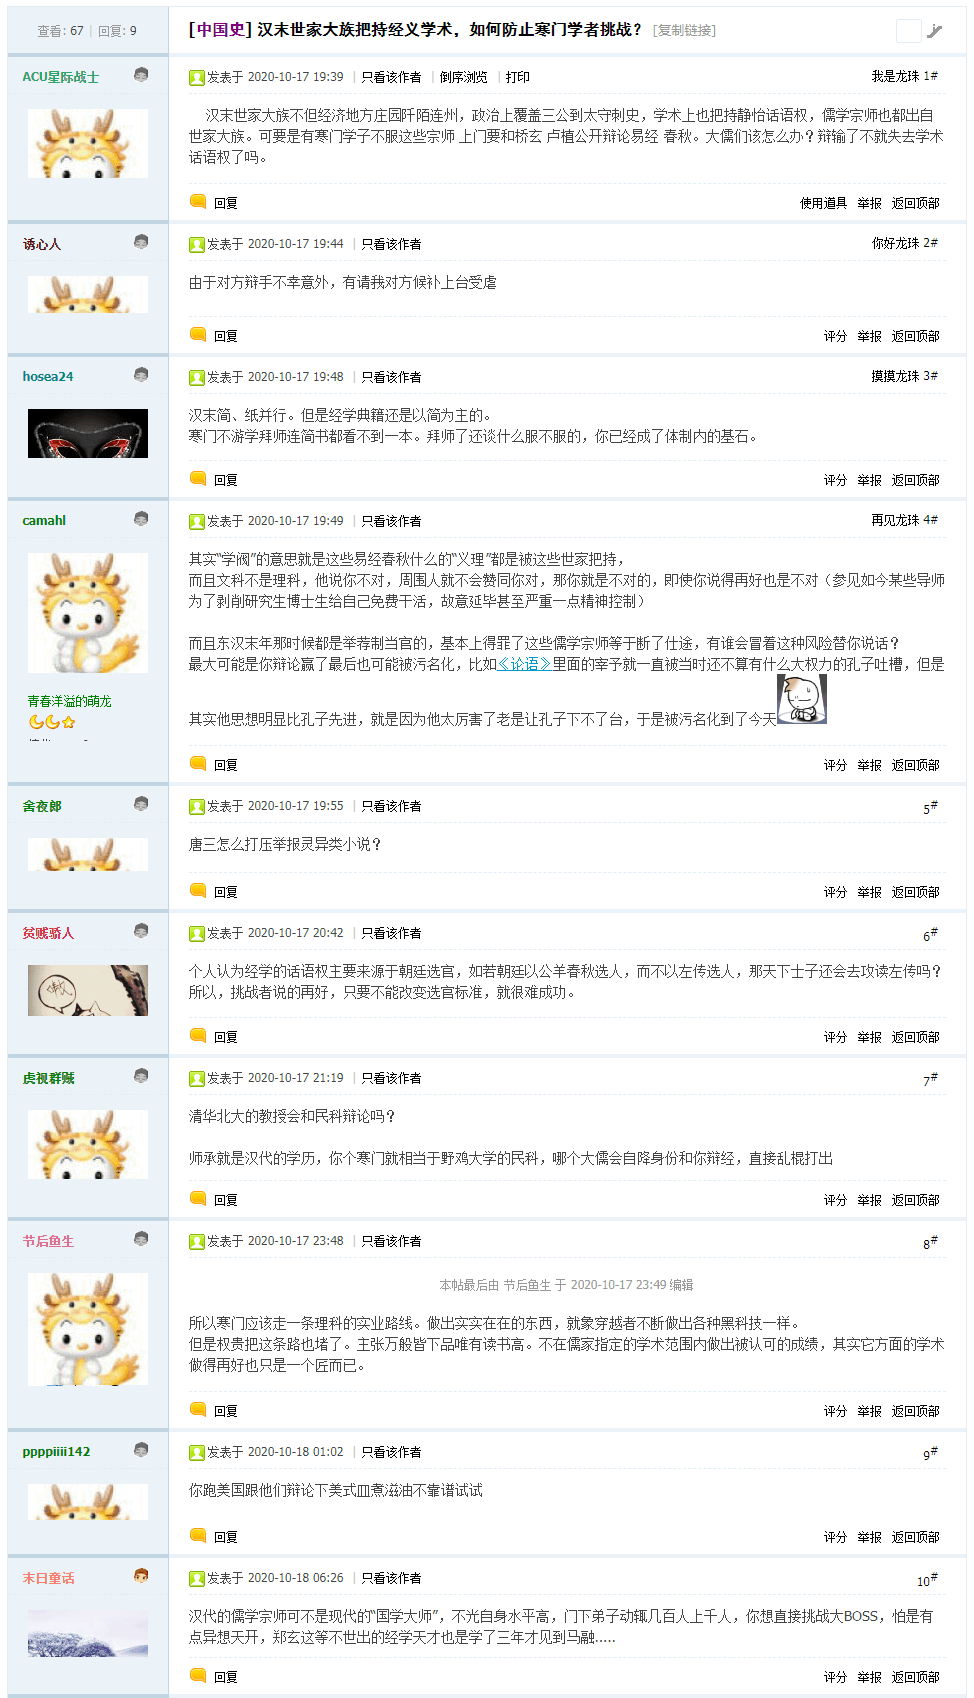 查看: 67 | 回复: 9
[中国史] 汉末世家大族把持经义学术，如何防止寒门学者挑战？ [复制链接]
ACU星际战士
发表于 2020-10-17 19:39 | 只看该作者 | 倒序浏览 | 打印
我是龙珠 1#
汉末世家大族不但经济地方庄园阡陌连州，政治上覆盖三公到太守刺史，学术上也把持静怡话语权，儒学宗师也都出自
世家大族。可要是有寒门学子不服这些宗师 上门要和桥玄 卢植公开辩论易经 春秋。大儒们该怎么办？辩输了不就失去学术
话语权了吗。
回复
使用道具 举报 返回顶部
诱心人
发表于 2020-10-17 19:44 | 只看该作者
你好龙珠 2#
由于对方辩手不幸意外，有请我对方候补上台受虐
回复
评分 举报 返回顶部
hosea24
发表于 2020-10-17 19:48 | 只看该作者
摸摸龙珠 3#
汉末简、纸并行。但是经学典籍还是以简为主的。
寒门不游学拜师连简书都看不到一本。拜师了还谈什么服不服的，你已经成了体制内的基石。
回复
评分 举报 返回顶部
camahl
发表于 2020-10-17 19:49 | 只看该作者
再见龙珠 4#
其实“学阀”的意思就是这些易经春秋什么的“义理”都是被这些世家把持，
而且文科不是理科，他说你不对，周围人就不会赞同你对，那你就是不对的，即使你说得再好也是不对（参见如今某些导师
为了剥削研究生博士生给自己免费干活，故意延毕甚至严重一点精神控制）
而且东汉末年那时候都是举荐制当官的，基本上得罪了这些儒学宗师等于断了仕途，有谁会冒着这种风险替你说话？
最大可能是你辩论赢了最后也可能被污名化，比如《论语》里面的宰予就一直被当时还不算有什么大权力的孔子吐槽，但是
其实他思想明显比孔子先进，就是因为他太厉害了老是让孔子下不了台，于是被污名化到了今天
青春洋溢的萌龙
回复
评分 举报 返回顶部
舍夜郎
发表于 2020-10-17 19:55 | 只看该作者
5#
唐三怎么打压举报灵异类小说？
回复
评分 举报 返回顶部
贫贱骄人
发表于 2020-10-17 20:42 | 只看该作者
6#
个人认为经学的话语权主要来源于朝廷选官，如若朝廷以公羊春秋选人，而不以左传选人，那天下士子还会去攻读左传吗？
所以，挑战者说的再好，只要不能改变选官标准，就很难成功。
回复
评分 举报 返回顶部
虎视群贼
发表于 2020-10-17 21:19 | 只看该作者
7#
清华北大的教授会和民科辩论吗？
师承就是汉代的学历，你个寒门就相当于野鸡大学的民科，哪个大儒会自降身份和你辩经，直接乱棍打出
回复
评分 举报 返回顶部
节后鱼生
发表于 2020-10-17 23:48 | 只看该作者
8#
本帖最后由 节后鱼生 于 2020-10-17 23:49 编辑
所以寒门应该走一条理科的实业路线。做出实实在在的东西，就象穿越者不断做出各种黑科技一样。
但是权贵把这条路也堵了。主张万般皆下品唯有读书高。不在儒家指定的学术范围内做出被认可的成绩，其实它方面的学术
做得再好也只是一个匠而已。
回复
评分 举报 返回顶部
ppppiiii142
发表于 2020-10-18 01:02 | 只看该作者
9#
你跑美国跟他们辩论下美式皿煮滋油不靠谱试试
回复
评分 举报 返回顶部
末日童话
发表于 2020-10-18 06:26 | 只看该作者
10#
汉代的儒学宗师可不是现代的“国学大师”，不光自身水平高，门下弟子动辄几百人上千人，你想直接挑战大BOSS，怕是有
点异想天开，郑玄这等不世出的经学天才也是学了三年才见到马融.....
回复
评分 举报 返回顶部